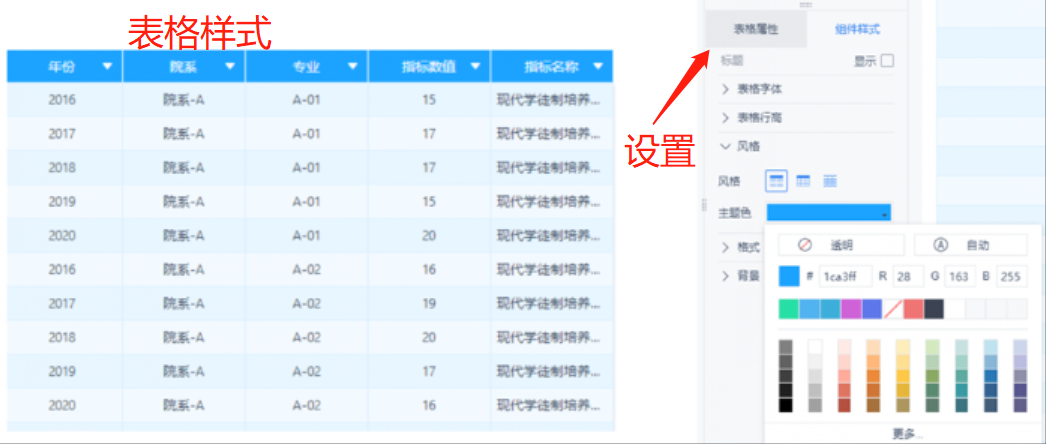 表格样式
年份 院系 专业 指标数值 指标名称
2016 院系-A A-01 15 现代学徒制培养...
2017 院系-A A-01 17 现代学徒制培养...
2018 院系-A A-01 17 现代学徒制培养...
2019 院系-A A-01 15 现代学徒制培养...
2020 院系-A A-01 20 现代学徒制培养...
2016 院系-A A-02 16 现代学徒制培养...
2017 院系-A A-02 19 现代学徒制培养...
2018 院系-A A-02 20 现代学徒制培养...
2019 院系-A A-02 17 现代学徒制培养...
2020 院系-A A-02 16 现代学徒制培养...
设置
表格属性 组件样式
标题 显示
表格字体
表格行高
风格
风格
主题色
格式
背景
透明 自动
# 1ca3ff R 28 G 163 B 255
更多...